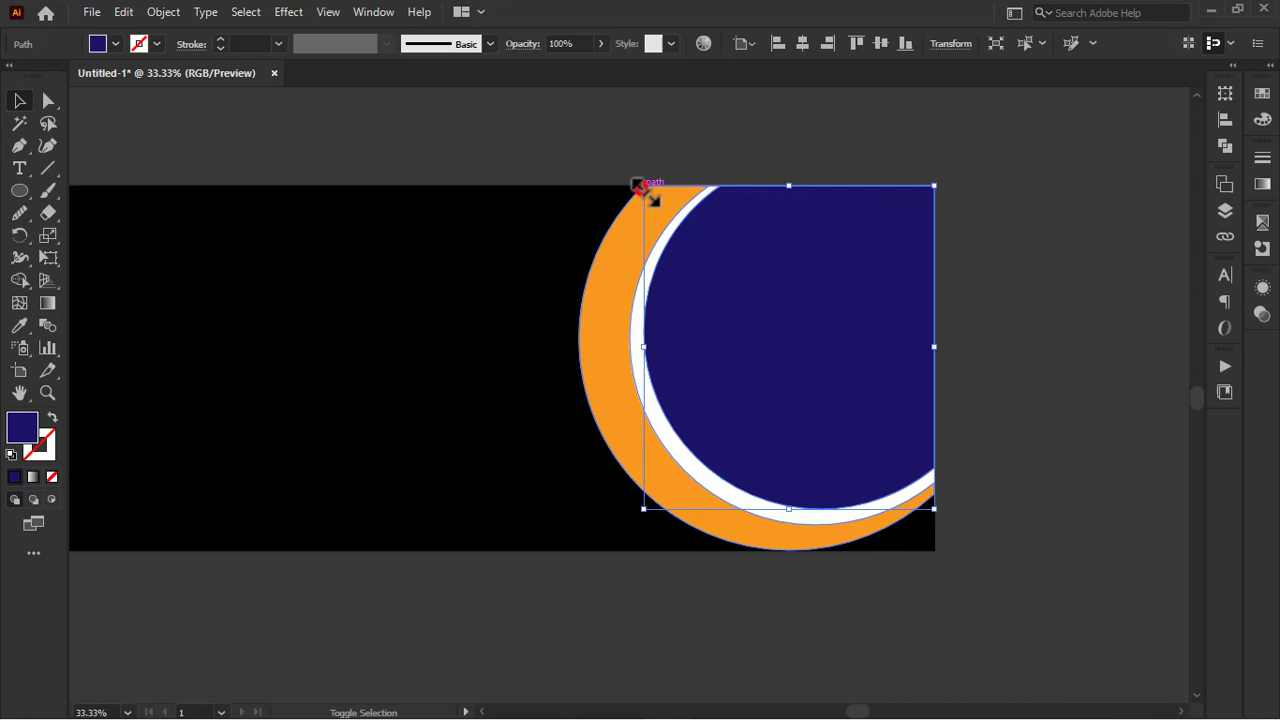 Ai File Edit Object Type Select Effect View Window Help Search Adobe Help
Path Stroke: Basic Opacity: 100% Style: Transform
Untitled-1* @ 33.33% (RGB/Preview) ×
path
33.33% 1 Toggle Selection